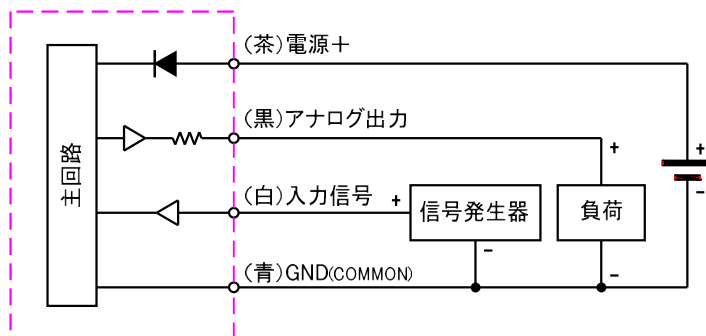 (茶)電源＋
(黒)アナログ出力
+
主回路
+
-
(白)入力信号
+
信号発生器
負荷
-
(青)GND(COMMON)
-